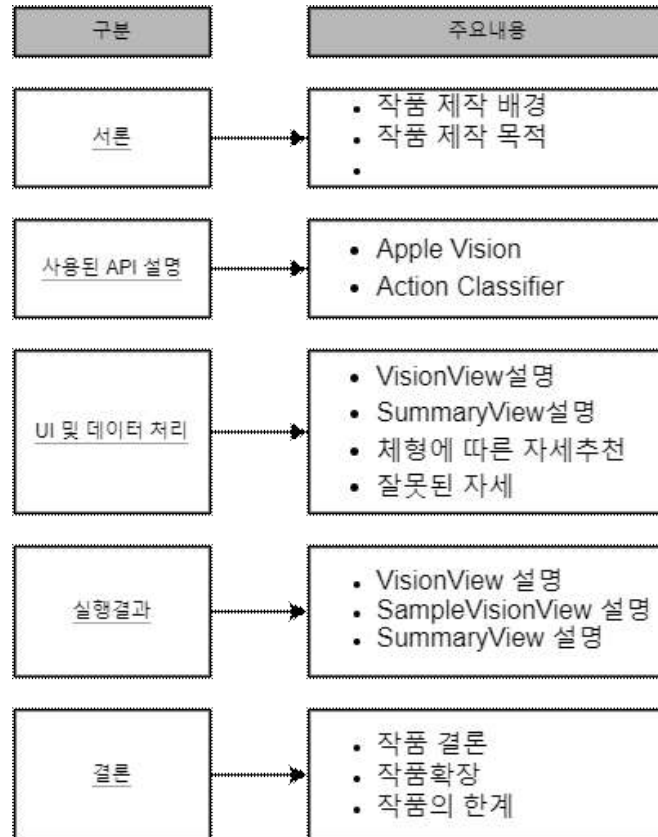 구분
주요내용
서론
• 작품 제작 배경
• 작품 제작 목적
•
사용된 API 설명
• Apple Vision
• Action Classifier
UI 및 데이터 처리
• VisionView설명
• SummaryView설명
• 체형에 따른 자세추천
• 잘못된 자세
실행결과
• VisionView 설명
• SampleVisionView 설명
• SummaryView 설명
결론
• 작품 결론
• 작품확장
• 작품의 한계